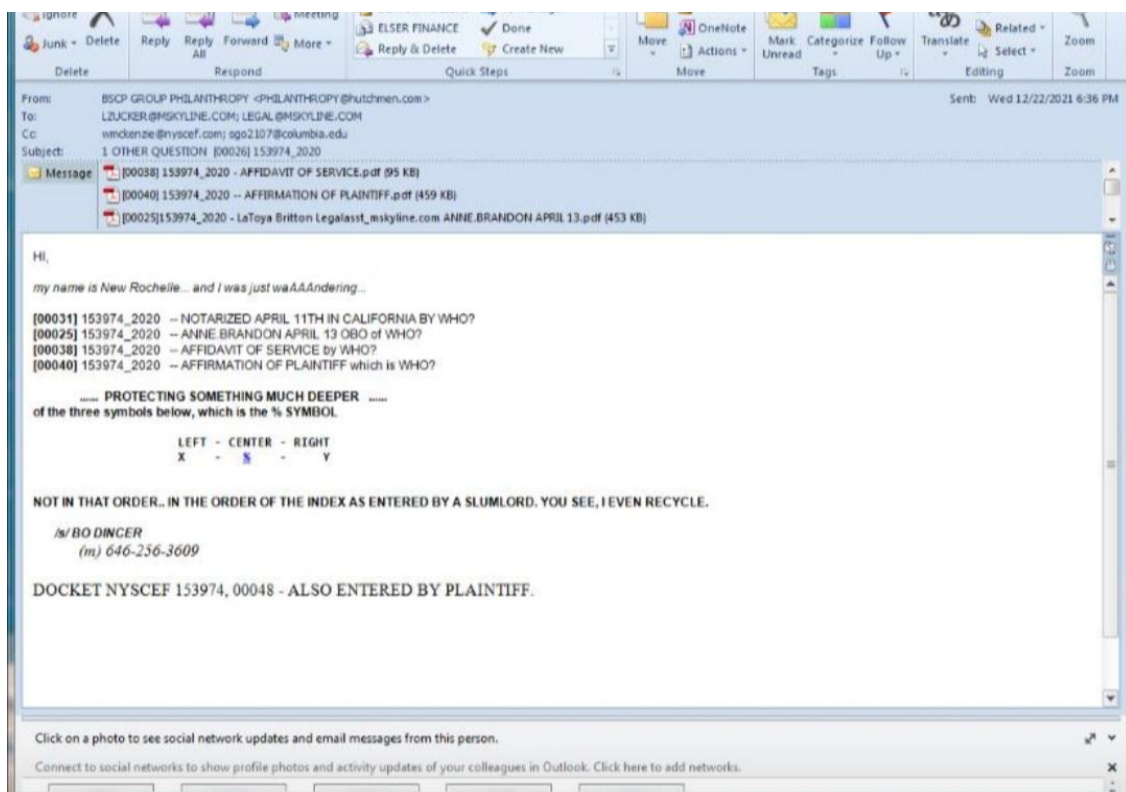 Ignore
Meeting
Junk
Delete
Reply
Reply All
Forward
More
ELSER FINANCE
Reply & Delete
Done
Create New
Move
OneNote
Actions
Mark Unread
Categorize
Follow Up
Translate
Related
Select
Zoom
Delete
Respond
Quick Steps
Move
Tags
Editing
Zoom
From: BSCP GROUP PHILANTHROPY <PHILANTHROPY@hutchmen.com>
Sent: Wed 12/22/2021 6:36 PM
To: LZUCKER@MSKYLINE.COM; LEGAL@MSKYLINE.COM
Cc: wmckenzie@nyscef.com; sgo2107@columbia.edu
Subject: 1 OTHER QUESTION [00026] 153974_2020
Message
[00038] 153974_2020 - AFFIDAVIT OF SERVICE.pdf (95 KB)
[00040] 153974_2020 -- AFFIRMATION OF PLAINTIFF.pdf (459 KB)
[00025]153974_2020 - LaToya Britton Legalasst_mskyline.com ANNE.BRANDON APRIL 13.pdf (453 KB)
HI,
my name is New Rochelle... and I was just waAAAndering...
[00031] 153974_2020 -- NOTARIZED APRIL 11TH IN CALIFORNIA BY WHO?
[00025] 153974_2020 -- ANNE.BRANDON APRIL 13 OBO of WHO?
[00038] 153974_2020 -- AFFIDAVIT OF SERVICE by WHO?
[00040] 153974_2020 -- AFFIRMATION OF PLAINTIFF which is WHO?
...... PROTECTING SOMETHING MUCH DEEPER ......
of the three symbols below, which is the % SYMBOL
LEFT - CENTER - RIGHT
X - % - Y
NOT IN THAT ORDER.. IN THE ORDER OF THE INDEX AS ENTERED BY A SLUMLORD. YOU SEE, I EVEN RECYCLE.
/s/ BO DINCER
(m) 646-256-3609
DOCKET NYSCEF 153974, 00048 - ALSO ENTERED BY PLAINTIFF.
Click on a photo to see social network updates and email messages from this person.
Connect to social networks to show profile photos and activity updates of your colleagues in Outlook. Click here to add networks.